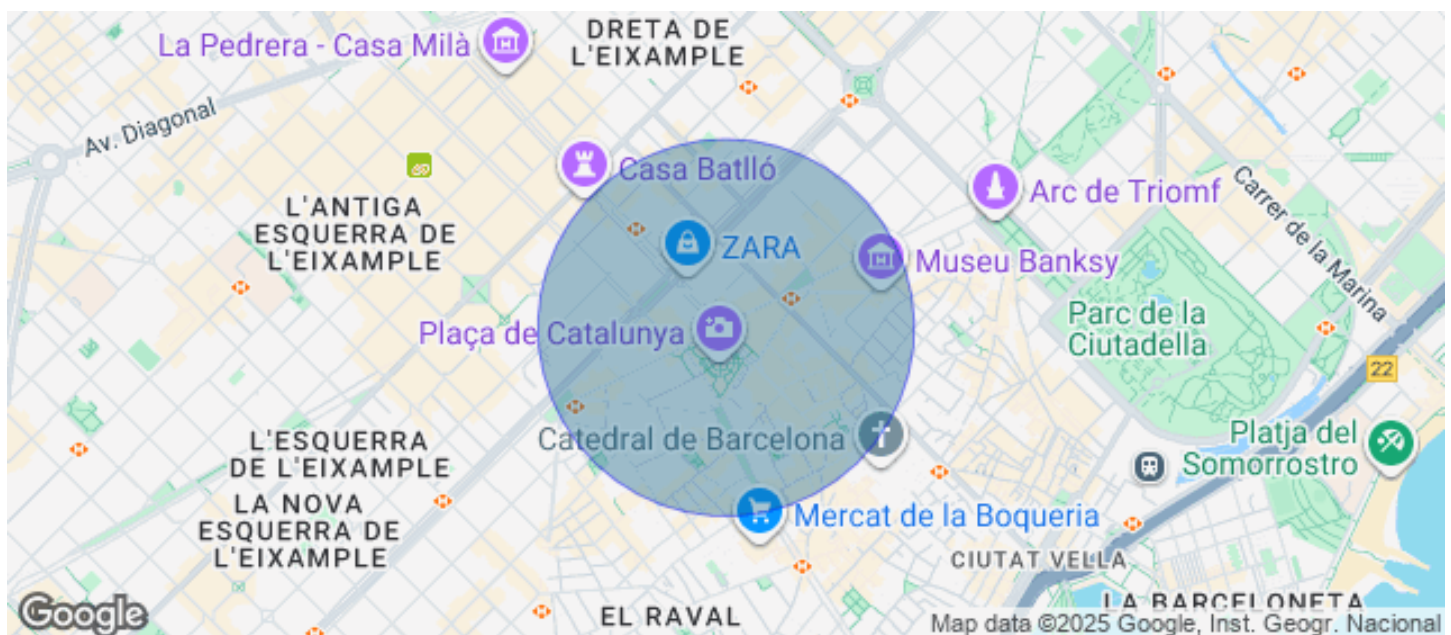 La Pedrera - Casa Milà
DRETA DE
L'EIXAMPLE
Av. Diagonal
Casa Batlló
Arc de Triomf
Carrer de la Marina
L'ANTIGA
ESQUERRA DE
L'EIXAMPLE
ZARA
Museu Banksy
Plaça de Catalunya
Parc de la
Ciutadella
22
L'ESQUERRA
DE L'EIXAMPLE
Catedral de Barcelona
Platja del
Somorrostro
LA NOVA
ESQUERRA DE
L'EIXAMPLE
Mercat de la Boqueria
CIUTAT VELLA
EL RAVAL
LA BARCELONETA
Google
Map data ©2025 Google, Inst. Geogr. Nacional